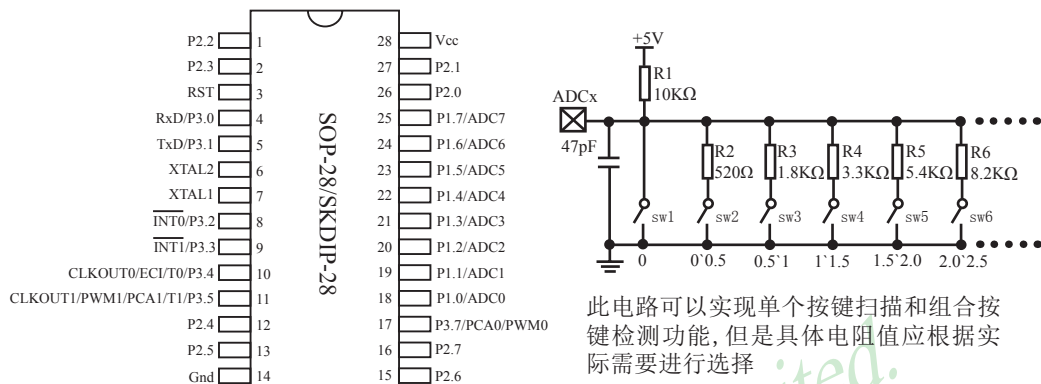 P2.2
P2.3
RST
RxD/P3.0
TxD/P3.1
XTAL2
XTAL1
INT0/P3.2
INT1/P3.3
CLKOUT0/ECI/T0/P3.4
CLKOUT1/PWM1/PCA1/T1/P3.5
P2.4
P2.5
Gnd
1
2
3
4
5
6
7
8
9
10
11
12
13
14
SOP-28/SKDIP-28
28
27
26
25
24
23
22
21
20
19
18
17
16
15
Vcc
P2.1
P2.0
P1.7/ADC7
P1.6/ADC6
P1.5/ADC5
P1.4/ADC4
P1.3/ADC3
P1.2/ADC2
P1.1/ADC1
P1.0/ADC0
P3.7/PCA0/PWM0
P2.7
P2.6
+5V
R1
10KΩ
ADCx
47pF
R2
520Ω
R3
1.8KΩ
R4
3.3KΩ
R5
5.4KΩ
R6
8.2KΩ
sw1 sw2 sw3 sw4 sw5 sw6
0 0`0.5 0.5`1 1`1.5 1.5`2.0 2.0`2.5
此电路可以实现单个按键扫描和组合按
键检测功能,但是具体电阻值应根据实
际需要进行选择
ited.